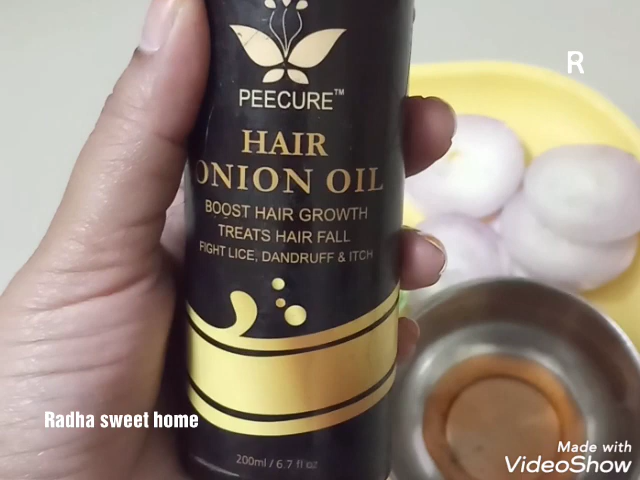 R
PEECURE™
HAIR
ONION OIL
BOOST HAIR GROWTH
TREATS HAIR FALL
FIGHT LICE, DANDRUFF & ITCH
Radha sweet home
200ml / 6.7 fl oz
Made with
VideoShow